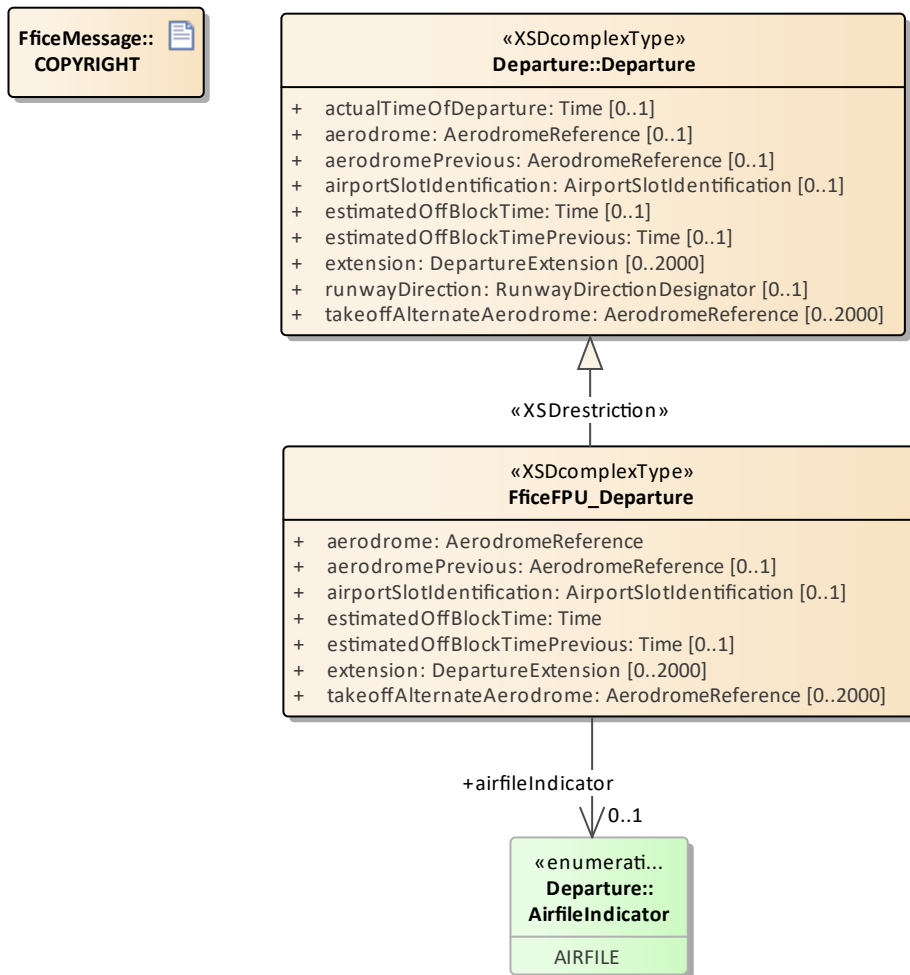 FficeMessage::
COPYRIGHT
«XSDcomplexType»
Departure::Departure
+ actualTimeOfDeparture: Time [0..1]
+ aerodrome: AerodromeReference [0..1]
+ aerodromePrevious: AerodromeReference [0..1]
+ airportSlotIdentification: AirportSlotIdentification [0..1]
+ estimatedOffBlockTime: Time [0..1]
+ estimatedOffBlockTimePrevious: Time [0..1]
+ extension: DepartureExtension [0..2000]
+ runwayDirection: RunwayDirectionDesignator [0..1]
+ takeoffAlternateAerodrome: AerodromeReference [0..2000]
«XSDrestriction»
«XSDcomplexType»
FficeFPU_Departure
+ aerodrome: AerodromeReference
+ aerodromePrevious: AerodromeReference [0..1]
+ airportSlotIdentification: AirportSlotIdentification [0..1]
+ estimatedOffBlockTime: Time
+ estimatedOffBlockTimePrevious: Time [0..1]
+ extension: DepartureExtension [0..2000]
+ takeoffAlternateAerodrome: AerodromeReference [0..2000]
+airfileIndicator
0..1
«enumerati...
Departure::
AirfileIndicator
AIRFILE